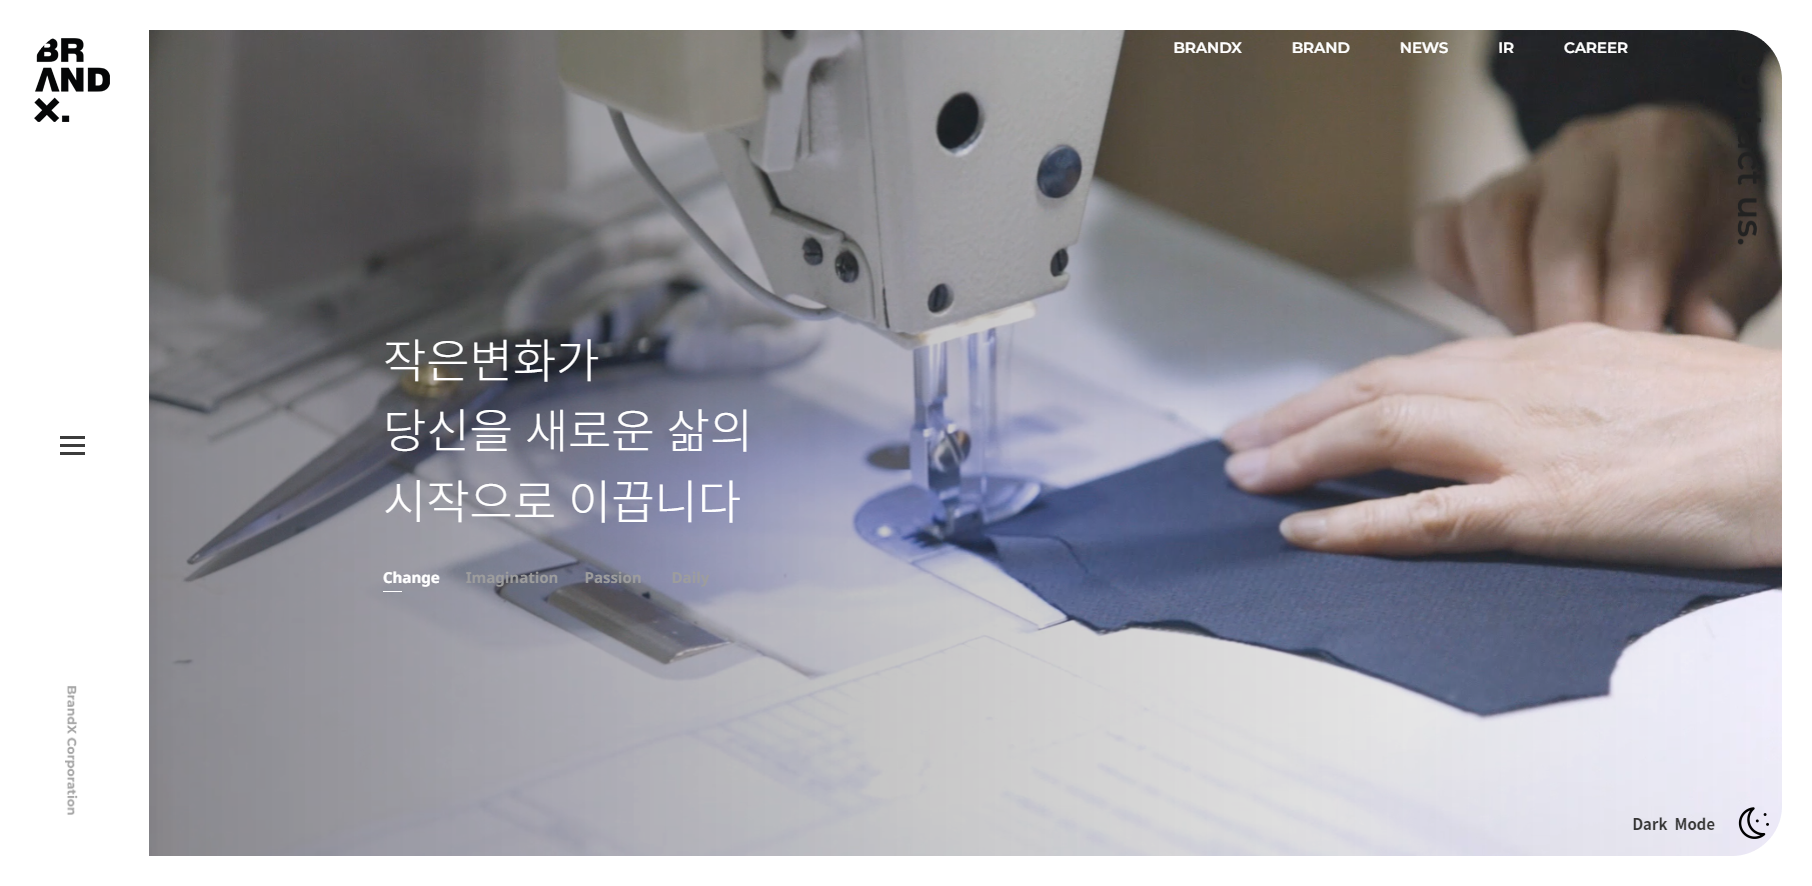 BR
AND
X.
BRANDX BRAND NEWS IR CAREER
us.
작은변화가
당신을 새로운 삶의
시작으로 이끕니다
Change Imagination Passion Daily
BrandX Corporation
Dark Mode